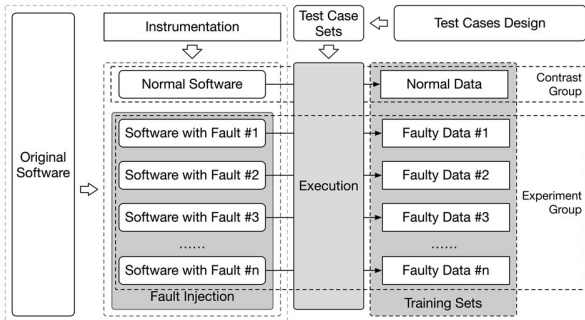 Instrumentation
Test Case
Sets
Test Cases Design
Original
Software
Normal Software
Normal Data
Contrast
Group
Software with Fault #1
Faulty Data #1
Software with Fault #2
Faulty Data #2
Execution
Software with Fault #3
Faulty Data #3
Experiment
Group
......
......
Software with Fault #n
Faulty Data #n
Fault Injection
Training Sets